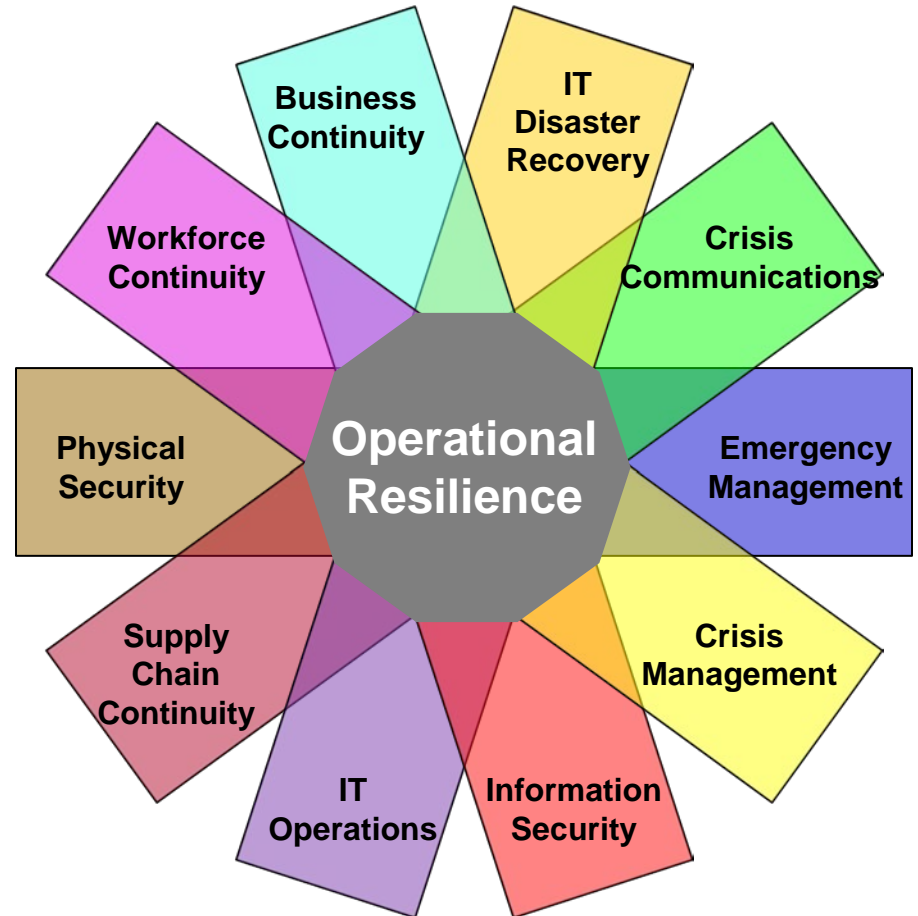 Business
Continuity
IT
Disaster
Recovery
Crisis
Communications
Emergency
Management
Crisis
Management
Information
Security
IT
Operations
Supply
Chain
Continuity
Physical
Security
Workforce
Continuity
Operational
Resilience